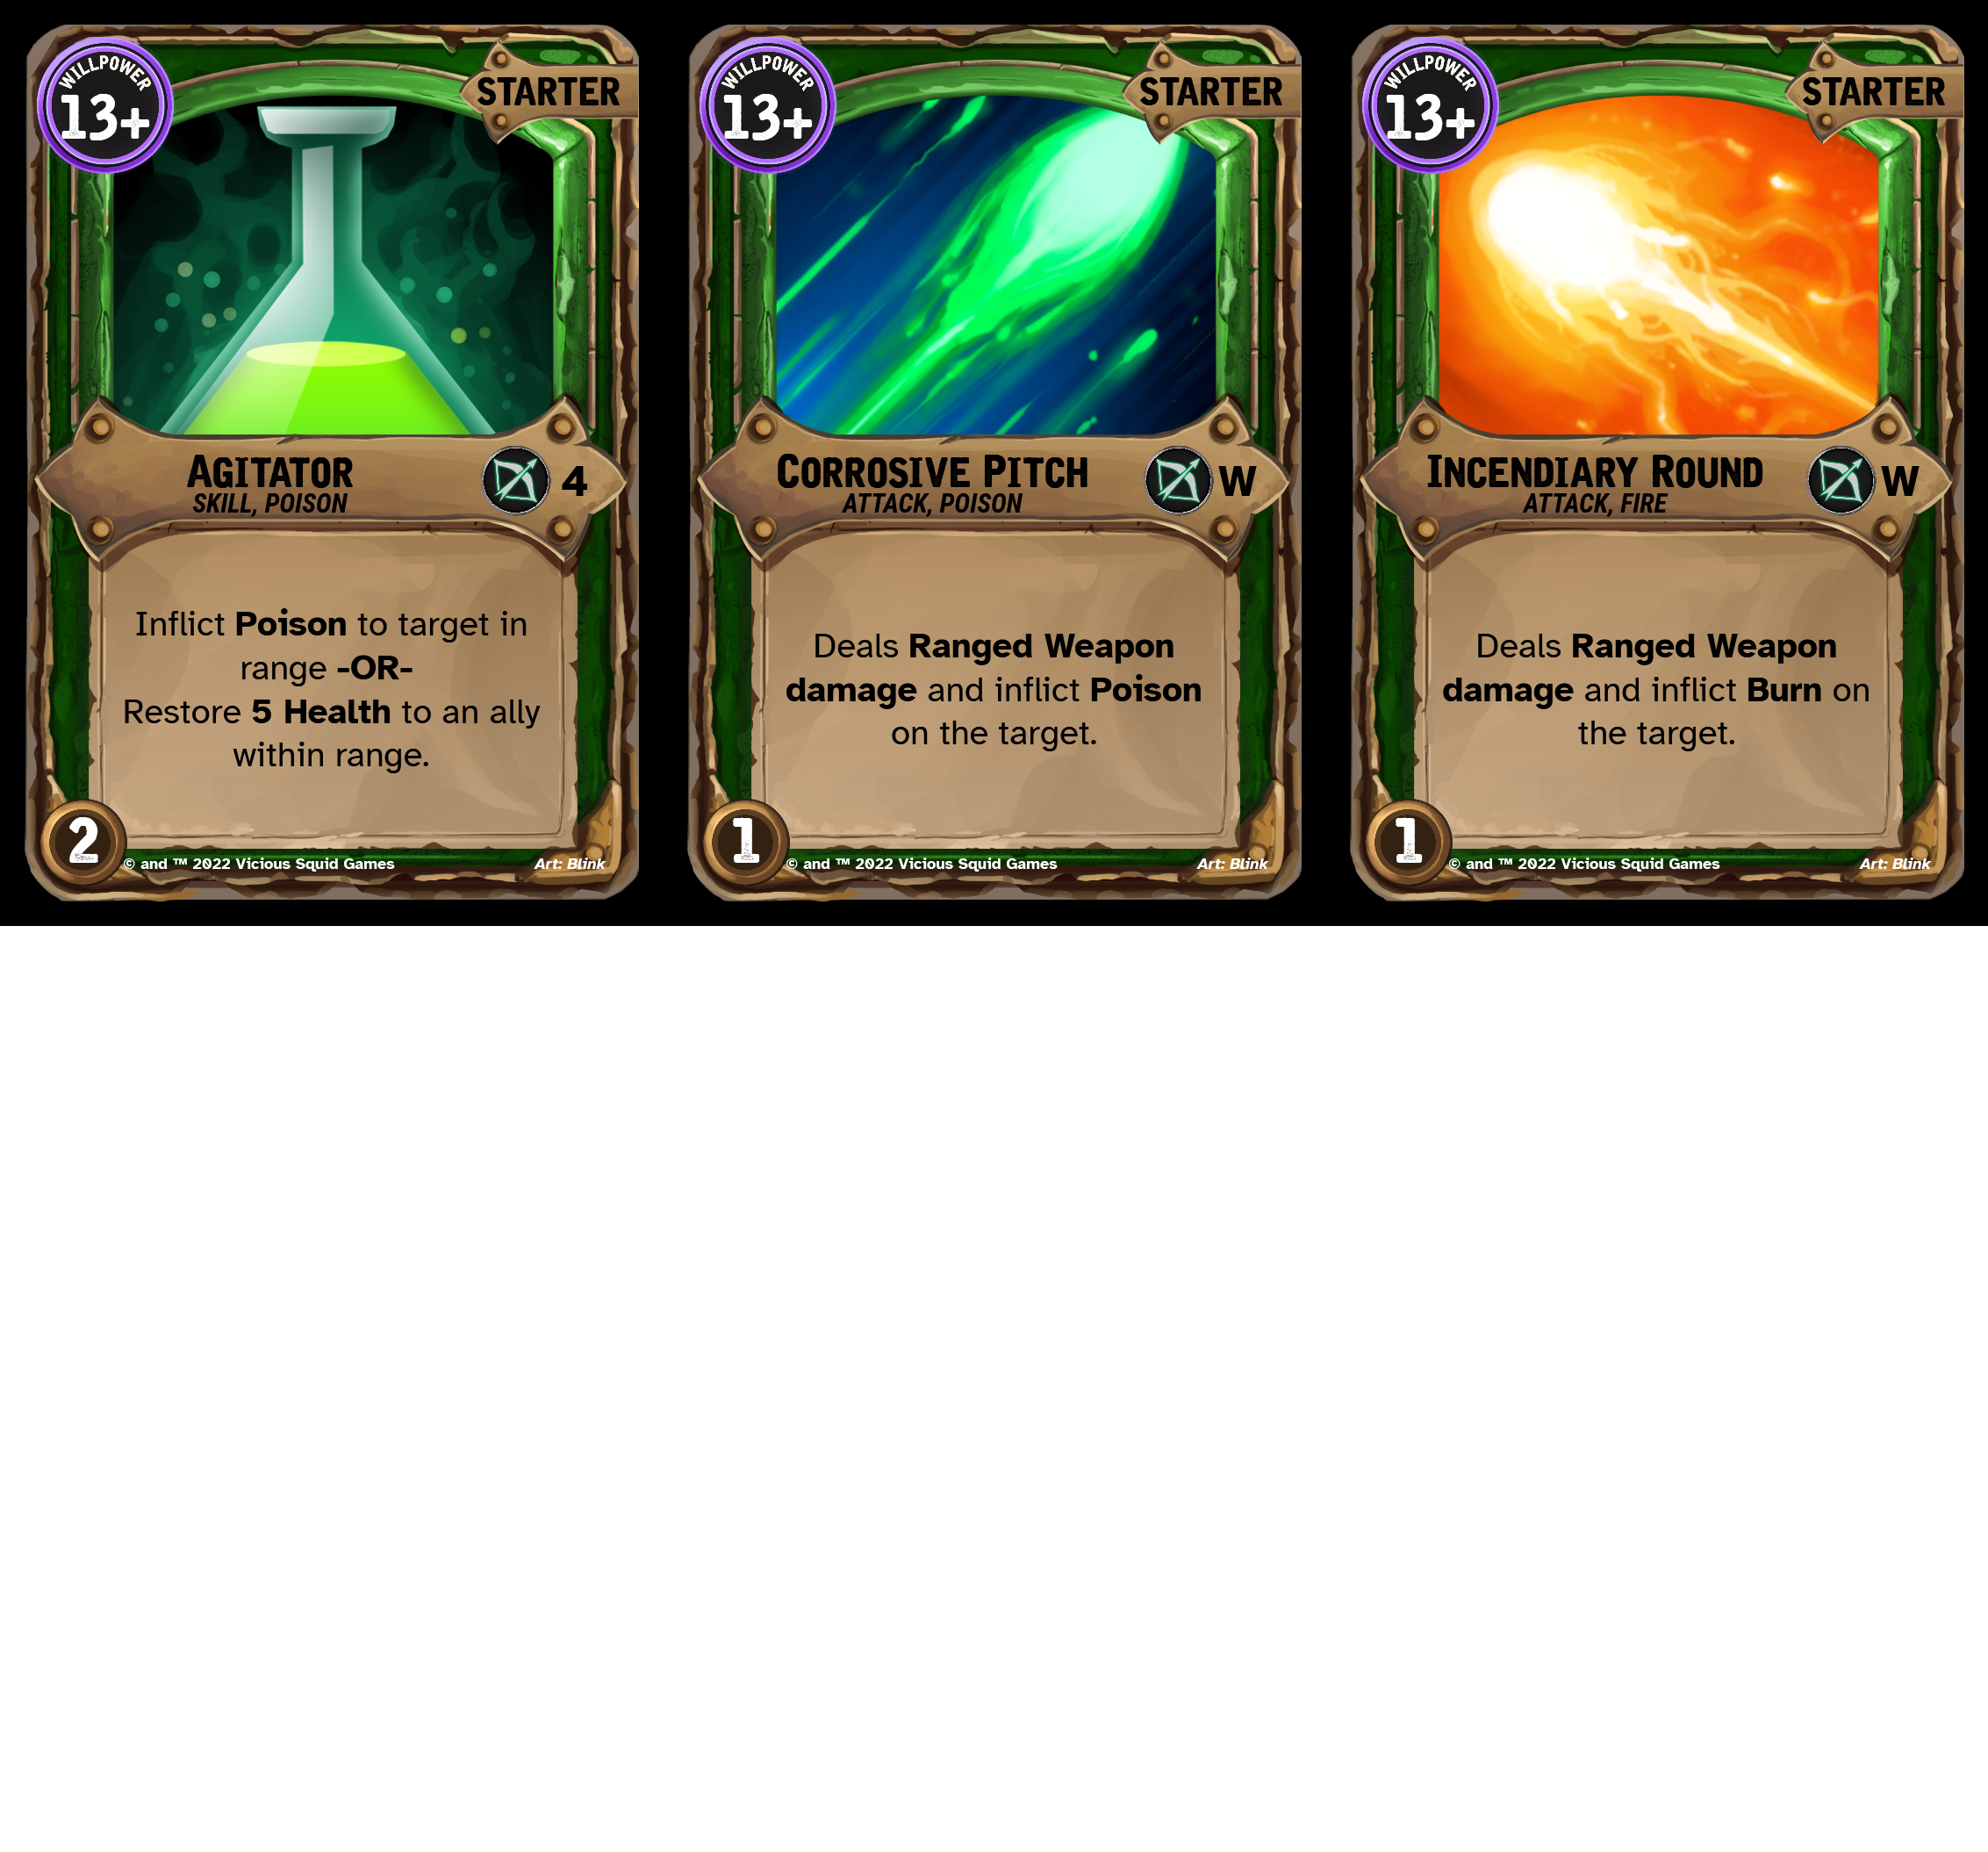 WILLPOWER
13+
STARTER
AGITATOR
SKILL, POISON
4
Inflict Poison to target in
range -OR-
Restore 5 Health to an ally
within range.
2
© and ™ 2022 Vicious Squid Games
Art: Blink
WILLPOWER
13+
STARTER
CORROSIVE PITCH
ATTACK, POISON
W
Deals Ranged Weapon
damage and inflict Poison
on the target.
1
© and ™ 2022 Vicious Squid Games
Art: Blink
WILLPOWER
13+
STARTER
INCENDIARY ROUND
ATTACK, FIRE
W
Deals Ranged Weapon
damage and inflict Burn on
the target.
1
© and ™ 2022 Vicious Squid Games
Art: Blink